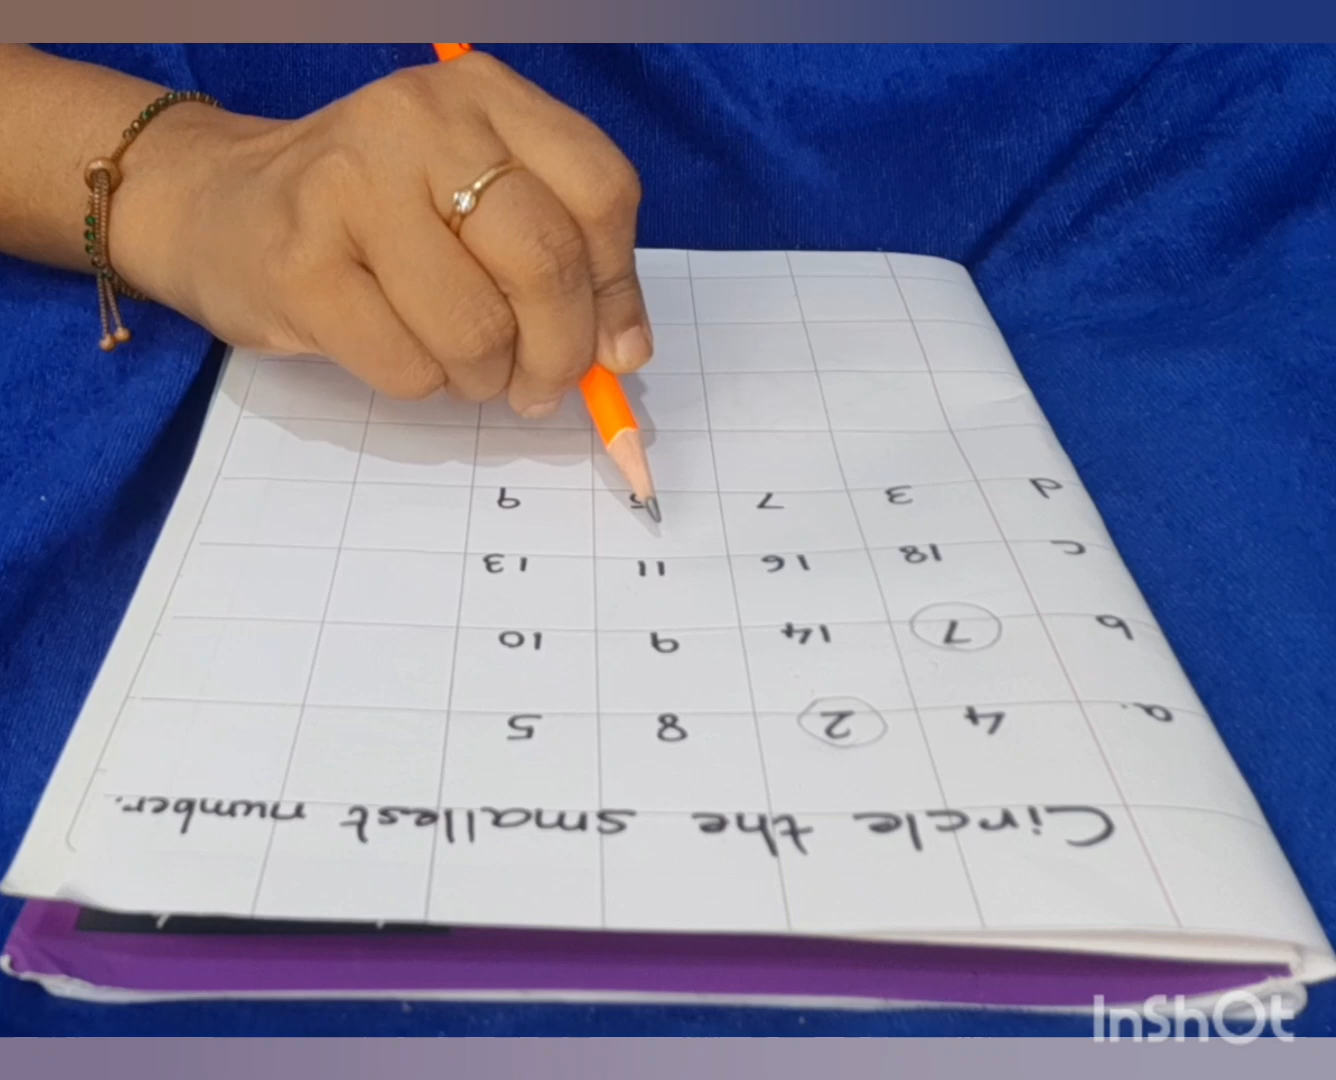 Circle the smallest number.
a. 4 2 8 5
b 7 14 9 10
c 18 16 11 13
d 3 7 5 9
InShOt